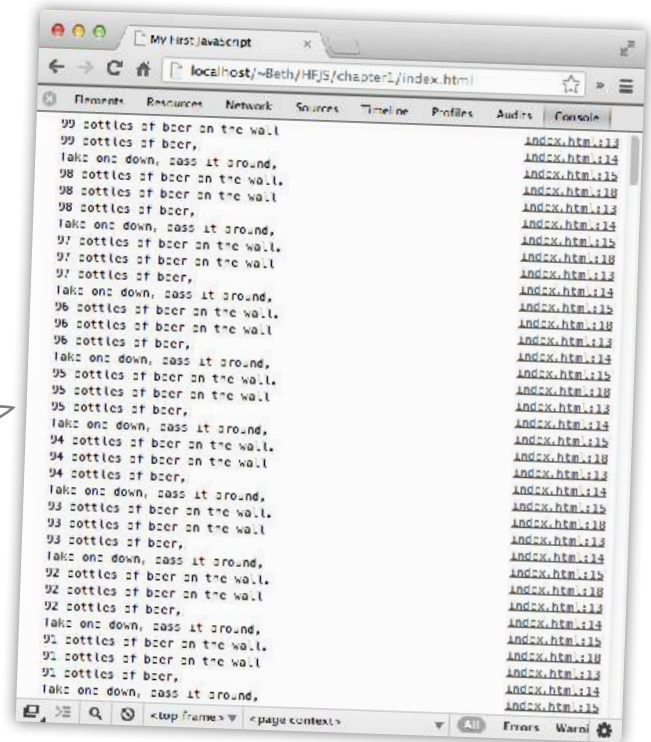 My First JavaScript
localhost/~Beth/HFJS/chapter1/index.html
Elements Resources Network Sources Timeline Profiles Audits Console
99 bottles of beer on the wall index.html:13
99 bottles of beer, index.html:14
Take one down, pass it around, index.html:15
98 bottles of beer on the wall. index.html:18
98 bottles of beer on the wall index.html:13
98 bottles of beer, index.html:14
Take one down, pass it around, index.html:15
97 bottles of beer on the wall. index.html:18
97 bottles of beer on the wall index.html:13
97 bottles of beer, index.html:14
Take one down, pass it around, index.html:15
96 bottles of beer on the wall. index.html:18
96 bottles of beer on the wall index.html:13
96 bottles of beer, index.html:14
Take one down, pass it around, index.html:15
95 bottles of beer on the wall. index.html:18
95 bottles of beer on the wall index.html:13
95 bottles of beer, index.html:14
Take one down, pass it around, index.html:15
94 bottles of beer on the wall. index.html:18
94 bottles of beer on the wall index.html:13
94 bottles of beer, index.html:14
Take one down, pass it around, index.html:15
93 bottles of beer on the wall. index.html:18
93 bottles of beer on the wall index.html:13
93 bottles of beer, index.html:14
Take one down, pass it around, index.html:15
92 bottles of beer on the wall. index.html:18
92 bottles of beer on the wall index.html:13
92 bottles of beer, index.html:14
Take one down, pass it around, index.html:15
91 bottles of beer on the wall. index.html:18
91 bottles of beer on the wall index.html:13
91 bottles of beer, index.html:14
Take one down, pass it around, index.html:15
<top frame> <page context> All Errors Warni